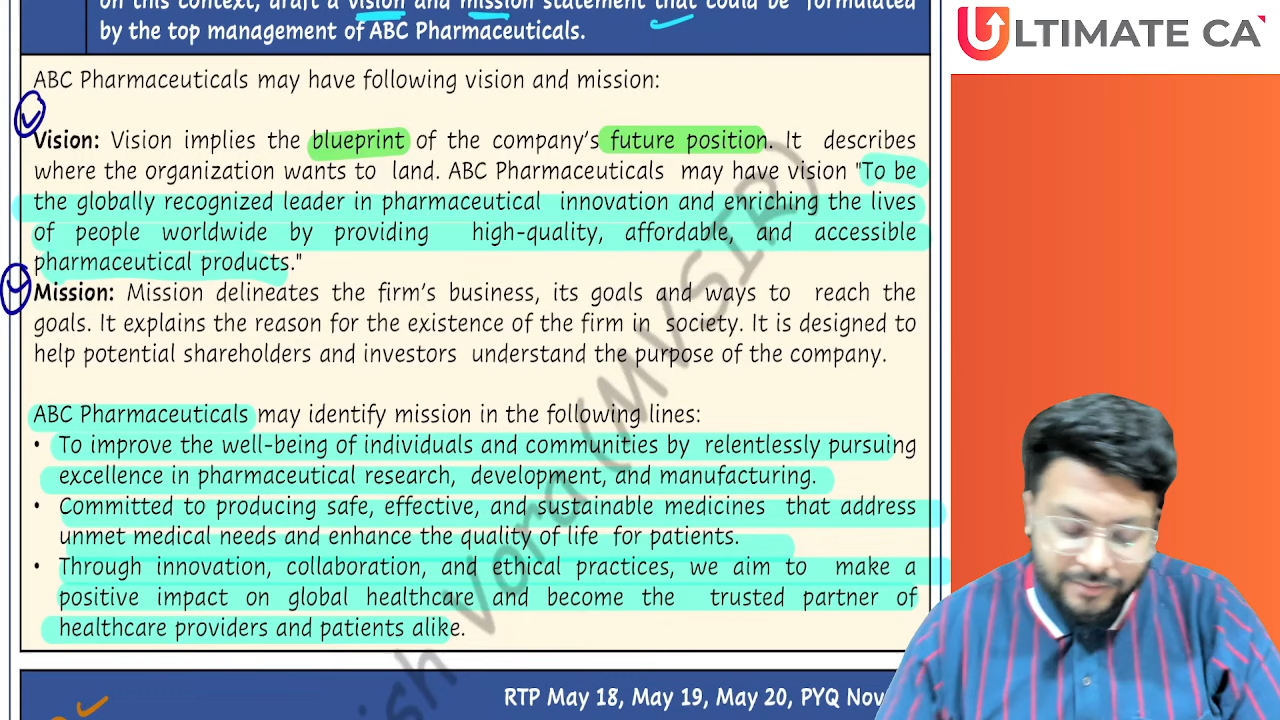 on this context, draft a vision and mission statement that could be formulated
by the top management of ABC Pharmaceuticals.
ULTIMATE CA
ABC Pharmaceuticals may have following vision and mission:
Vision: Vision implies the blueprint of the company's future position. It describes
where the organization wants to land. ABC Pharmaceuticals may have vision "To be
the globally recognized leader in pharmaceutical innovation and enriching the lives
of people worldwide by providing high-quality, affordable, and accessible
pharmaceutical products."
Mission: Mission delineates the firm's business, its goals and ways to reach the
goals. It explains the reason for the existence of the firm in society. It is designed to
help potential shareholders and investors understand the purpose of the company.
ABC Pharmaceuticals may identify mission in the following lines:
• To improve the well-being of individuals and communities by relentlessly pursuing
excellence in pharmaceutical research, development, and manufacturing.
• Committed to producing safe, effective, and sustainable medicines that address
unmet medical needs and enhance the quality of life for patients.
• Through innovation, collaboration, and ethical practices, we aim to make a
positive impact on global healthcare and become the trusted partner of
healthcare providers and patients alike.
Vora (MVSIR)
RTP May 18, May 19, May 20, PYQ Nov